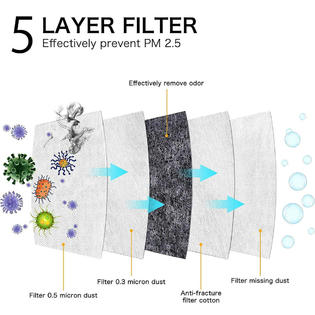 5 LAYER FILTER
Effectively prevent PM 2.5
Effectively remove odor
Filter 0.5 micron dust
Filter 0.3 micron dust
Anti-fracture
filter cotton
Filter missing dust